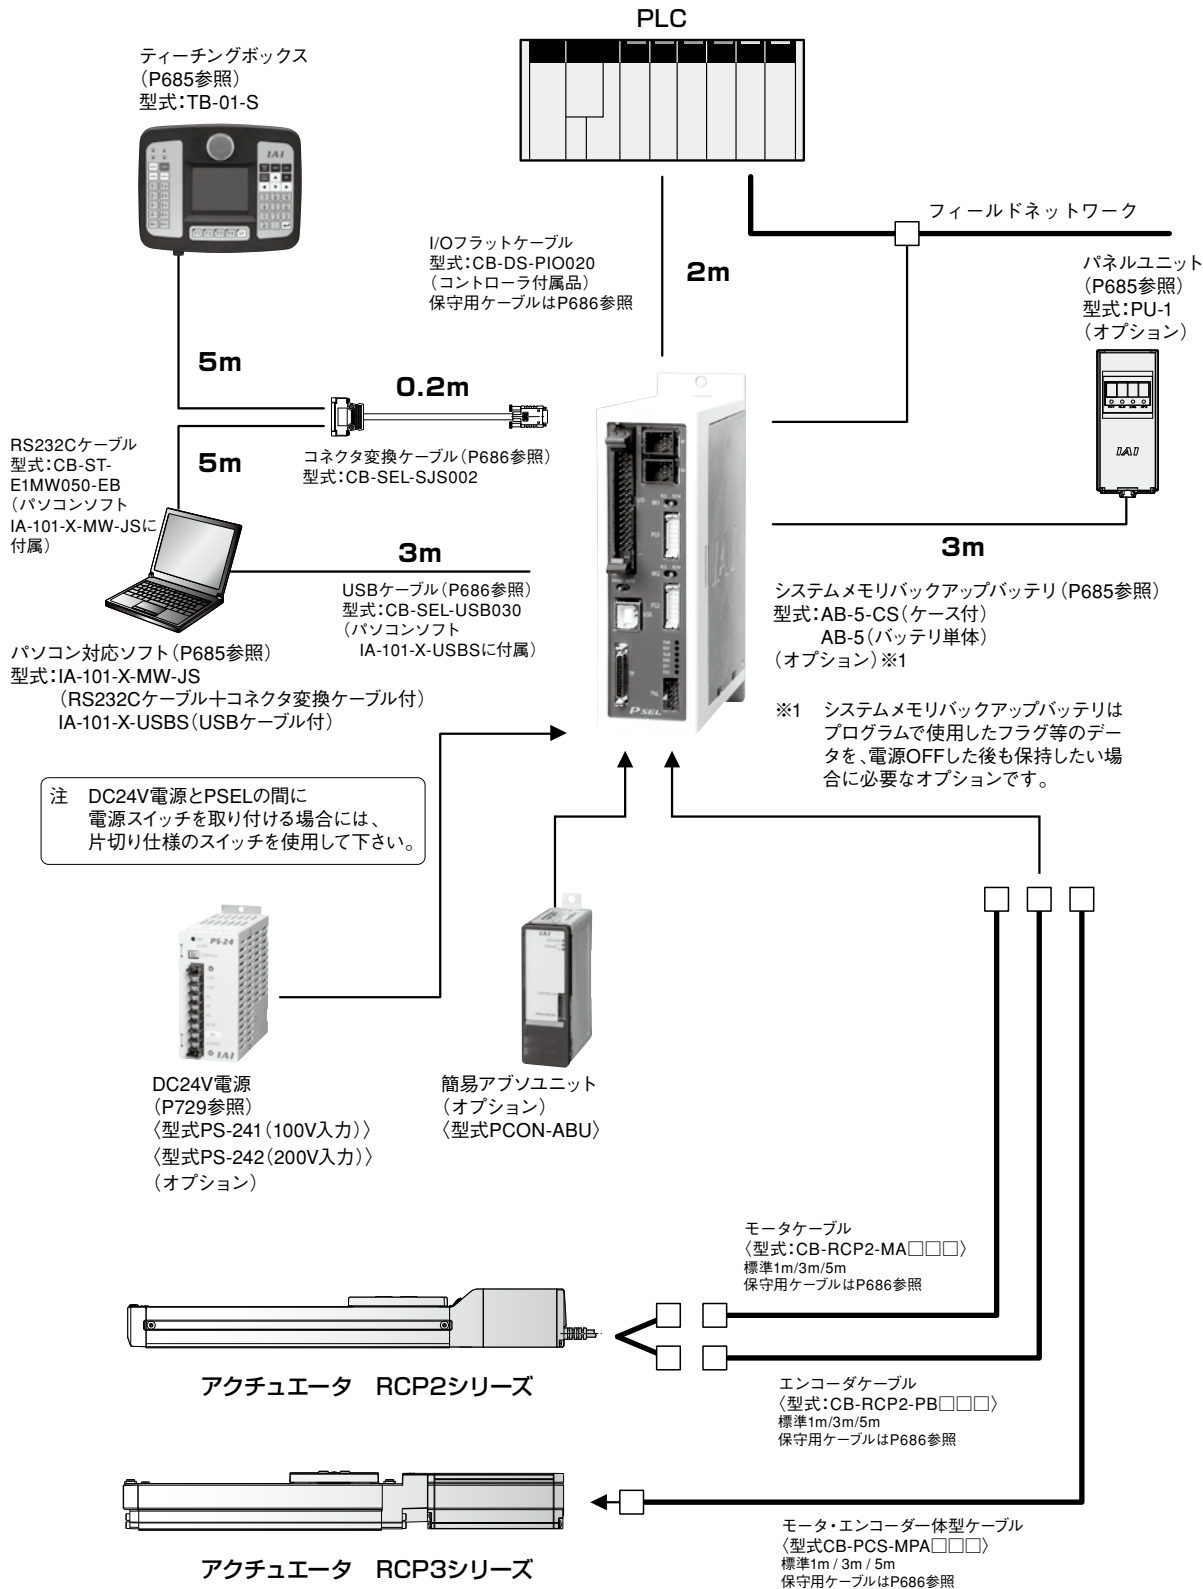 PLC
ティーチングボックス
（P685参照）
型式：TB-01-S
IAI
フィールドネットワーク
I/Oフラットケーブル
型式：CB-DS-PIO020
（コントローラ付属品）
保守用ケーブルはP686参照
2m
パネルユニット
（P685参照）
型式：PU-1
（オプション）
IAI
5m
0.2m
RS232Cケーブル
型式：CB-ST-
E1MW050-EB
（パソコンソフト
IA-101-X-MW-JSに
付属）
5m
コネクタ変換ケーブル（P686参照）
型式：CB-SEL-SJS002
3m
USBケーブル（P686参照）
型式：CB-SEL-USB030
（パソコンソフト
IA-101-X-USBSに付属）
3m
IAI
PSEL
システムメモリバックアップバッテリ（P685参照）
型式：AB-5-CS（ケース付）
AB-5（バッテリ単体）
（オプション）※1
パソコン対応ソフト（P685参照）
型式：IA-101-X-MW-JS
（RS232Cケーブル＋コネクタ変換ケーブル付）
IA-101-X-USBS（USBケーブル付）
※1 システムメモリバックアップバッテリは
プログラムで使用したフラグ等のデー
タを、電源OFFした後も保持したい場
合に必要なオプションです。
注 DC24V電源とPSELの間に
電源スイッチを取り付ける場合には、
片切り仕様のスイッチを使用して下さい。
PS-24
IAI
IAI
DC24V電源
（P729参照）
〈型式PS-241（100V入力）〉
〈型式PS-242（200V入力）〉
（オプション）
簡易アブソユニット
（オプション）
〈型式PCON-ABU〉
モータケーブル
〈型式：CB-RCP2-MA□□□〉
標準1m/3m/5m
保守用ケーブルはP686参照
アクチュエータ RCP2シリーズ
エンコーダケーブル
〈型式：CB-RCP2-PB□□□〉
標準1m/3m/5m
保守用ケーブルはP686参照
アクチュエータ RCP3シリーズ
モータ・エンコーダ一体型ケーブル
〈型式CB-PCS-MPA□□□〉
標準1m / 3m / 5m
保守用ケーブルはP686参照